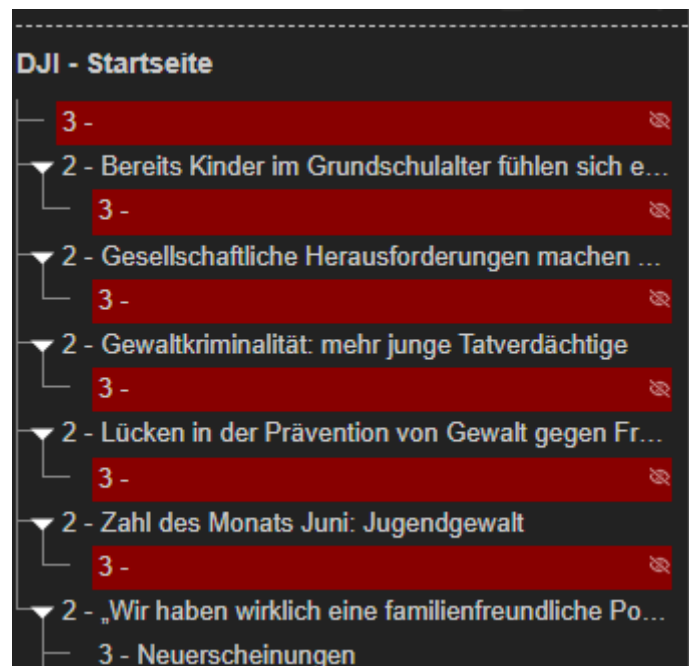 DJI - Startseite
3 -
2 - Bereits Kinder im Grundschulalter fühlen sich e...
3 -
2 - Gesellschaftliche Herausforderungen machen ...
3 -
2 - Gewaltkriminalität: mehr junge Tatverdächtige
3 -
2 - Lücken in der Prävention von Gewalt gegen Fr...
3 -
2 - Zahl des Monats Juni: Jugendgewalt
3 -
2 - „Wir haben wirklich eine familienfreundliche Po...
3 - Neuerscheinungen